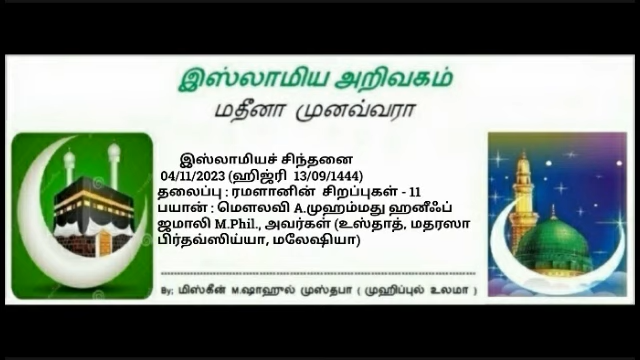 இஸ்லாமிய அறிவகம்
மதீனா முனவ்வரா
இஸ்லாமியச் சிந்தனை
04/11/2023 (ஹிஜ்ரி 13/09/1444)
தலைப்பு : ரமளானின் சிறப்புகள் - 11
பயான் : மௌலவி A.முஹம்மது ஹனீஃப்
ஜமாலி M.Phil., அவர்கள் (உஸ்தாத், மதரஸா
பிர்தவ்ஸிய்யா, மலேஷியா)
By; மிஸ்கீன் M.ஷாஹுல் முஸ்தபா ( முஹிப்புல் உலமா )